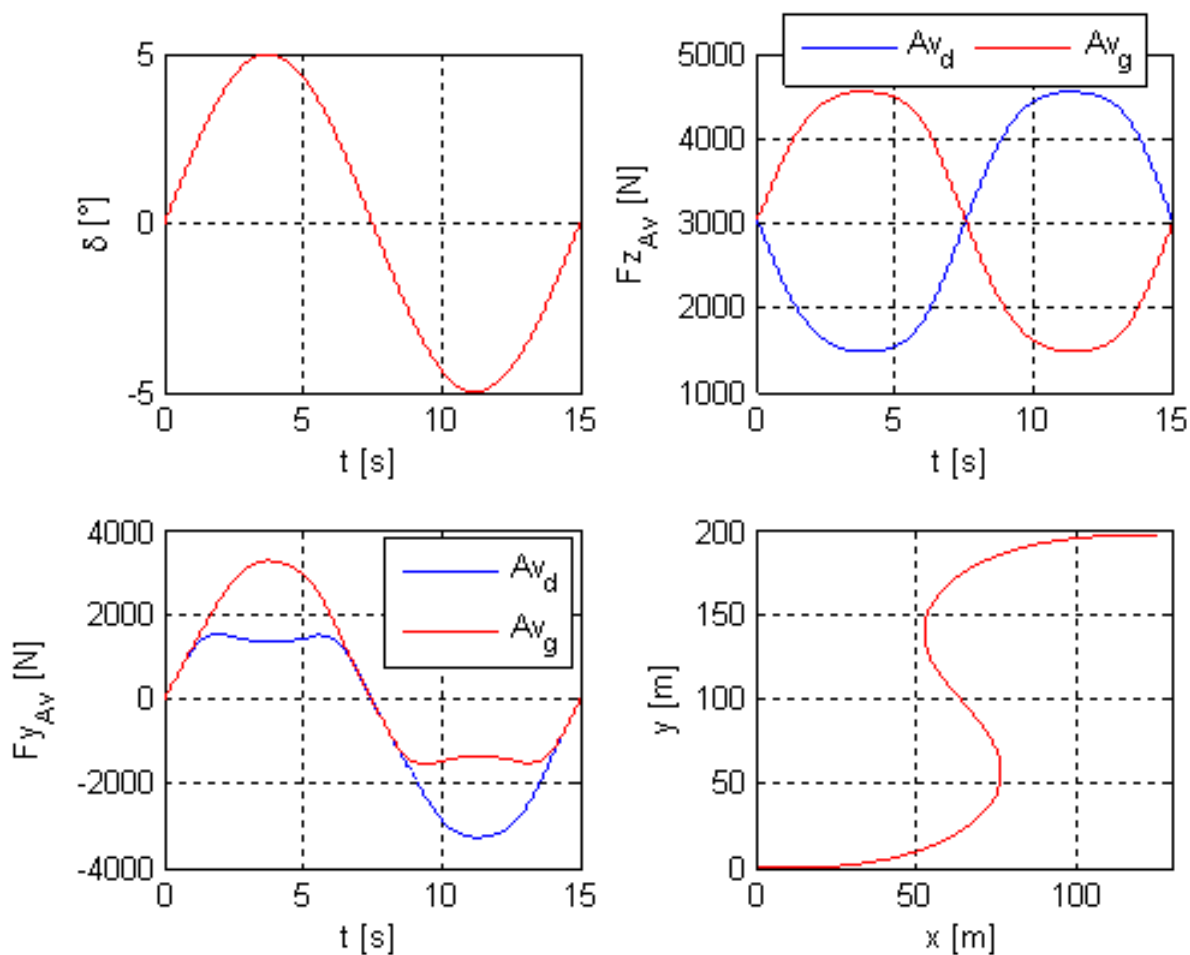 5
0
-5
δ [°]
0 5 10 15
t [s]
Av_d Av_g
5000
4000
3000
2000
1000
Fz_Av [N]
0 5 10 15
t [s]
4000
2000
0
-2000
-4000
Fy_Av [N]
Av_d
Av_g
0 5 10 15
t [s]
200
150
100
50
0
y [m]
0 50 100
x [m]